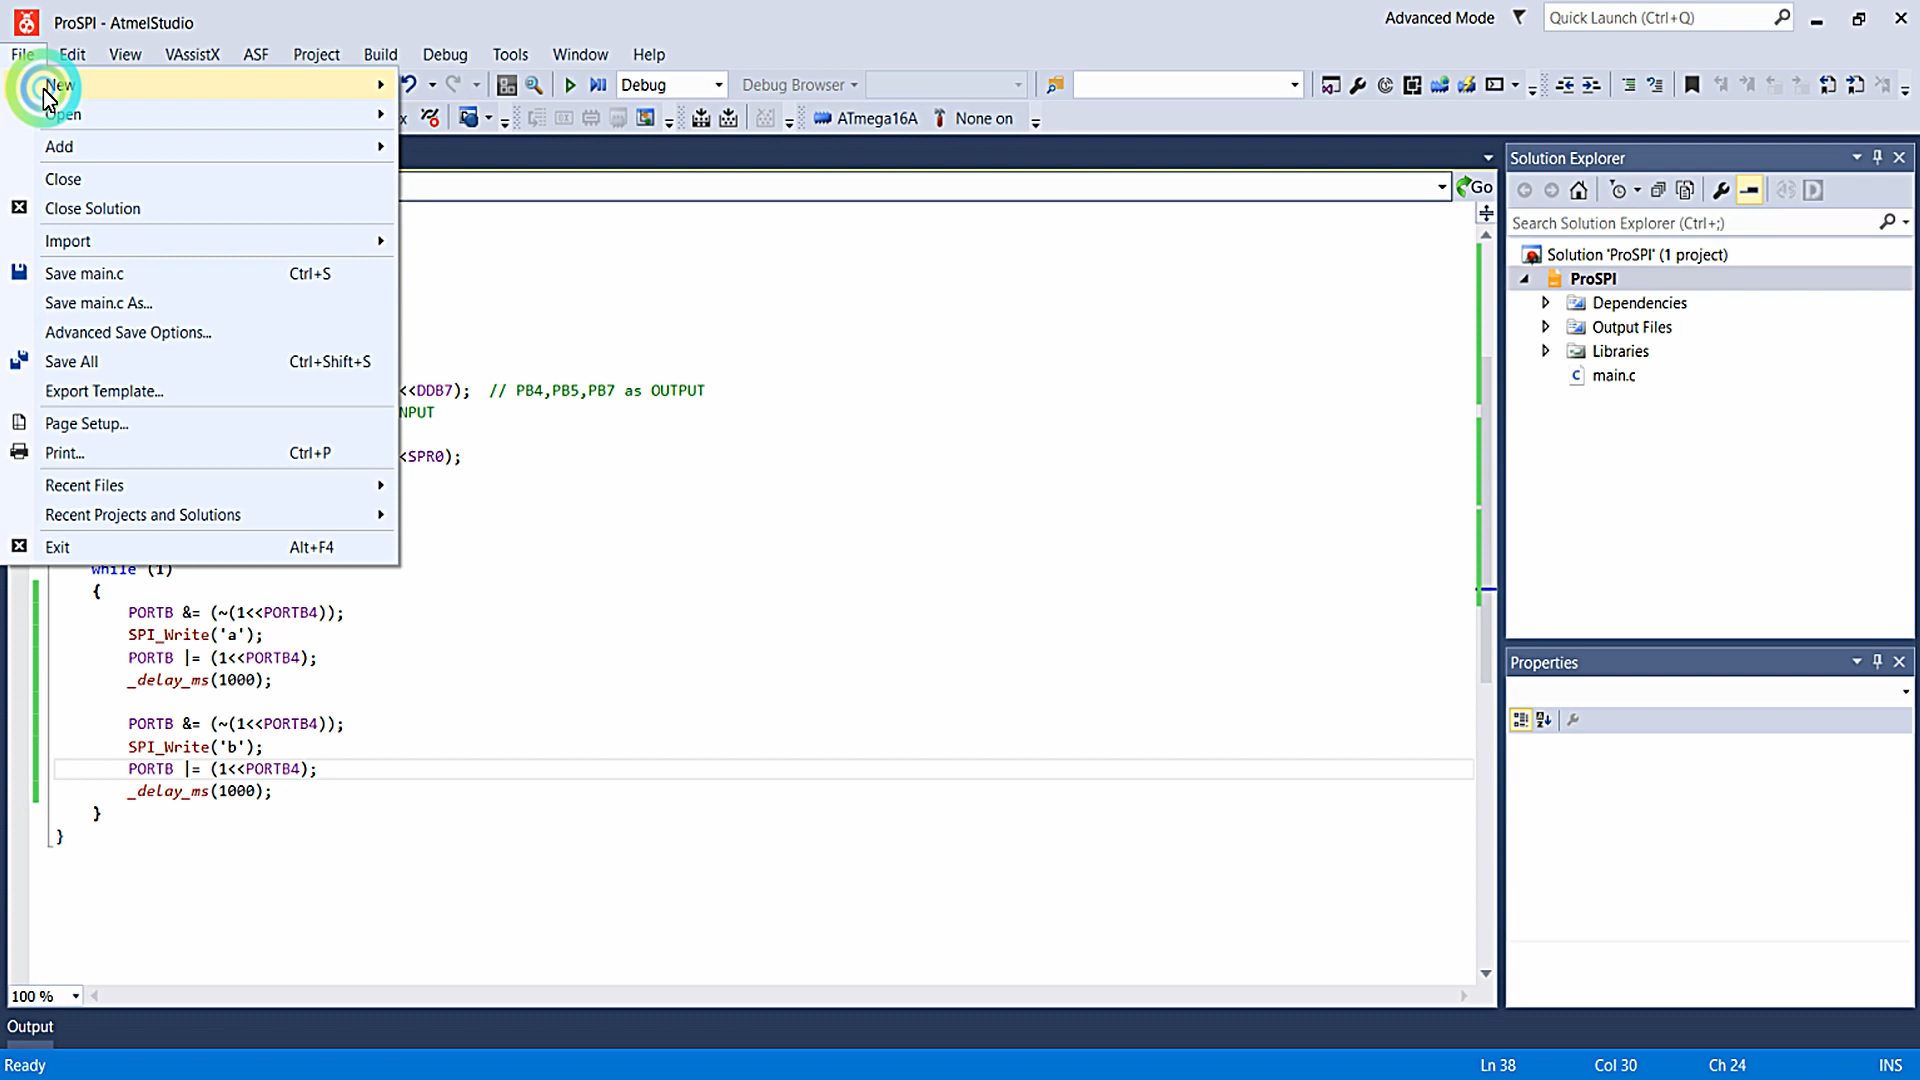 ProSPI - AtmelStudio
Advanced Mode
Quick Launch (Ctrl+Q)
File Edit View VAssistX ASF Project Build Debug Tools Window Help
New
Debug
Debug Browser
Open
ATmega16A
None on
Add
Close
Close Solution
Import
Save main.c Ctrl+S
Save main.c As...
Advanced Save Options...
Save All Ctrl+Shift+S
Export Template...
Page Setup...
Print... Ctrl+P
Recent Files
Recent Projects and Solutions
Exit Alt+F4
Go
<<DDB7); // PB4,PB5,PB7 as OUTPUT
NPUT
<SPR0);
while (1)
{
PORTB &= (~(1<<PORTB4));
SPI_Write('a');
PORTB |= (1<<PORTB4);
_delay_ms(1000);
PORTB &= (~(1<<PORTB4));
SPI_Write('b');
PORTB |= (1<<PORTB4);
_delay_ms(1000);
}
}
100 %
Solution Explorer
Search Solution Explorer (Ctrl+;)
Solution 'ProSPI' (1 project)
ProSPI
Dependencies
Output Files
Libraries
main.c
Properties
Output
Ready
Ln 38 Col 30 Ch 24 INS